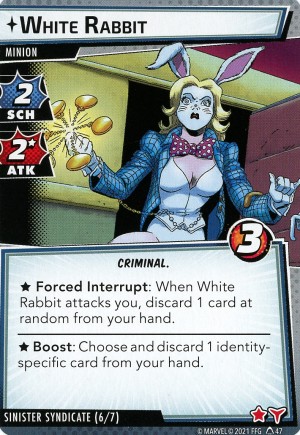 WHITE RABBIT
MINION
2
SCH
2*
ATK
3
CRIMINAL.
★ Forced Interrupt: When White
Rabbit attacks you, discard 1 card at
random from your hand.
★ Boost: Choose and discard 1 identity-
specific card from your hand.
SINISTER SYNDICATE (6/7)
© MARVEL © 2021 FFG 47